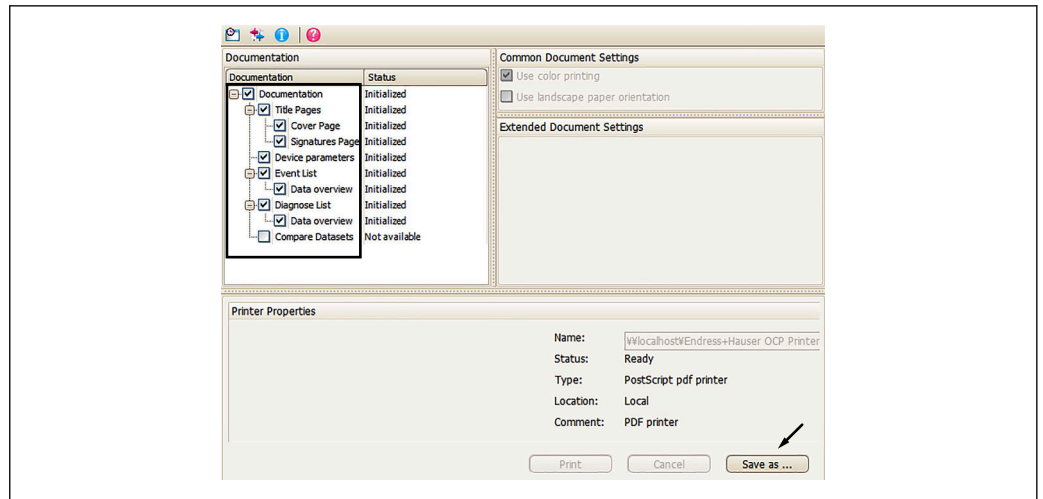 Documentation
Common Document Settings
Documentation Status
Use color printing
Documentation Initialized
Use landscape paper orientation
Title Pages Initialized
Cover Page Initialized
Extended Document Settings
Signatures Page Initialized
Device parameters Initialized
Event List Initialized
Data overview Initialized
Diagnose List Initialized
Data overview Initialized
Compare Datasets Not available
Printer Properties
Name: ¥¥localhost¥Endress+Hauser OCP Printer
Status: Ready
Type: PostScript pdf printer
Location: Local
Comment: PDF printer
Print Cancel Save as ...